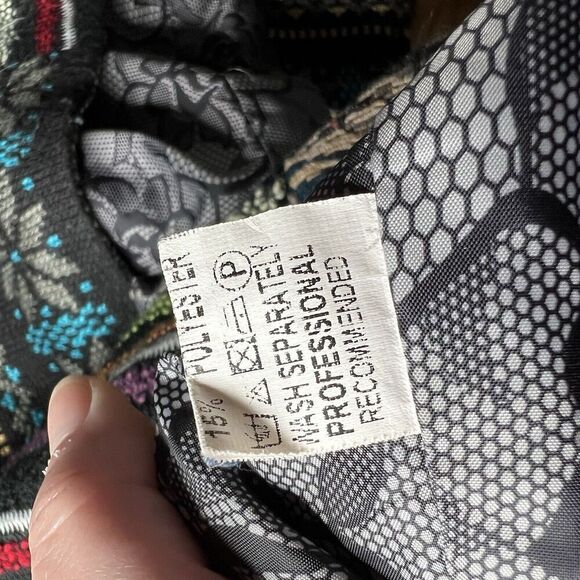 15% POLYESTER
P
WASH SEPARATELY
PROFESSIONAL
RECOMMENDED